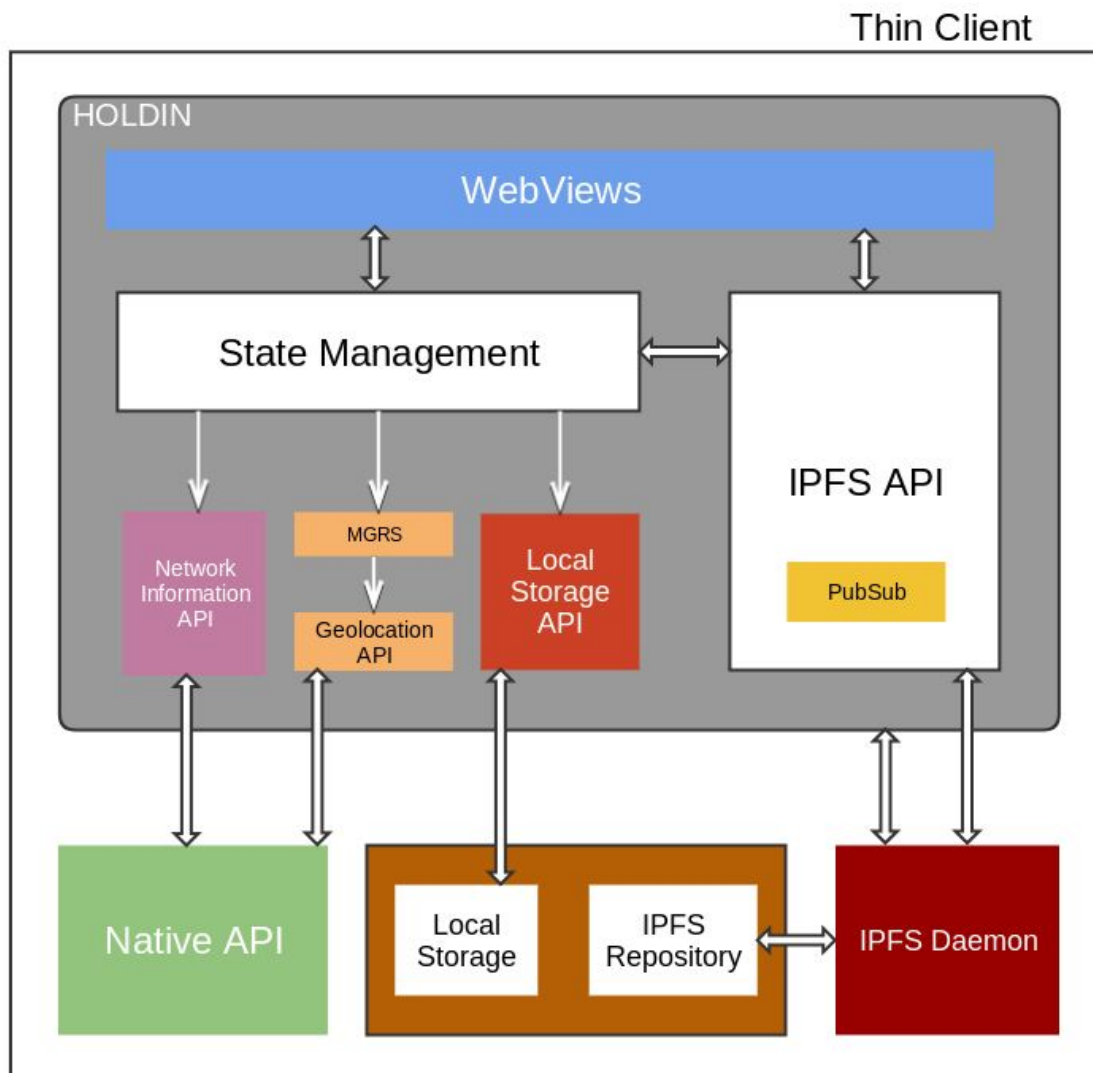 Thin Client
HOLDIN
WebViews
State Management
IPFS API
PubSub
Network
Information
API
MGRS
Geolocation
API
Local
Storage
API
Native API
Local
Storage
IPFS
Repository
IPFS Daemon